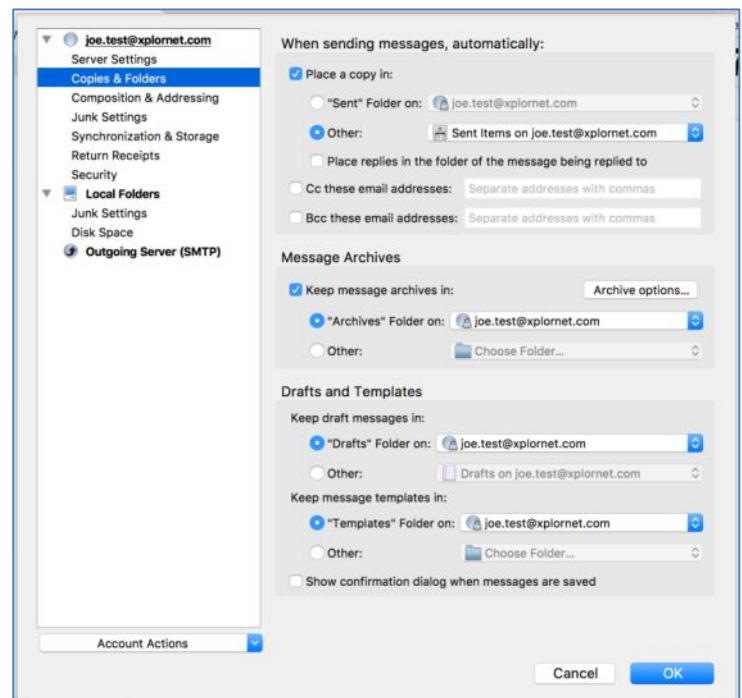 joe.test@xplornet.com
Server Settings
Copies & Folders
Composition & Addressing
Junk Settings
Synchronization & Storage
Return Receipts
Security
Local Folders
Junk Settings
Disk Space
Outgoing Server (SMTP)
Account Actions
When sending messages, automatically:
Place a copy in:
"Sent" Folder on: joe.test@xplornet.com
Other: Sent Items on joe.test@xplornet.com
Place replies in the folder of the message being replied to
Cc these email addresses: Separate addresses with commas
Bcc these email addresses: Separate addresses with commas
Message Archives
Keep message archives in: Archive options...
"Archives" Folder on: joe.test@xplornet.com
Other: Choose Folder...
Drafts and Templates
Keep draft messages in:
"Drafts" Folder on: joe.test@xplornet.com
Other: Drafts on joe.test@xplornet.com
Keep message templates in:
"Templates" Folder on: joe.test@xplornet.com
Other: Choose Folder...
Show confirmation dialog when messages are saved
Cancel OK